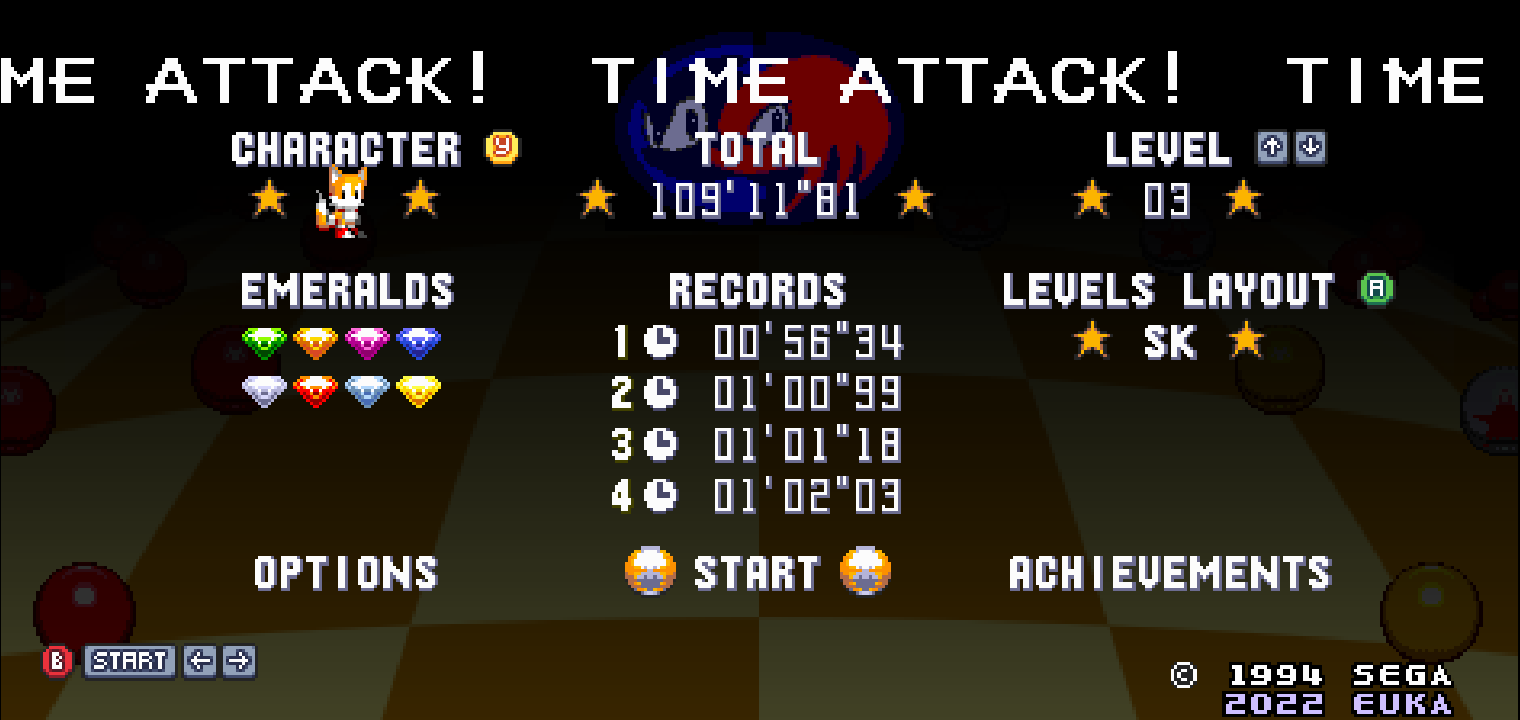 ME ATTACK! TIME ATTACK! TIME
CHARACTER 9 TOTAL LEVEL ↑ ↓
109'11"81 03
EMERALDS RECORDS LEVELS LAYOUT A
1 00'56"34 SK
2 01'00"99
3 01'01"18
4 01'02"03
OPTIONS START ACHIEVEMENTS
B START ← →
© 1994 SEGA
2022 EUKA